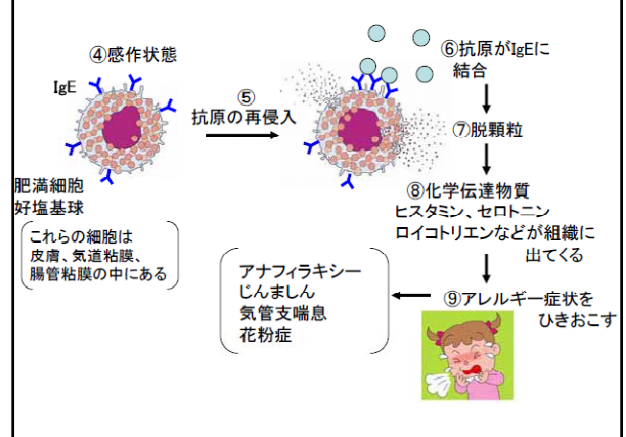 ④感作状態
IgE
肥満細胞
好塩基球
これらの細胞は
皮膚、気道粘膜、
腸管粘膜の中にある
⑤
抗原の再侵入
⑥抗原がIgEに
結合
⑦脱顆粒
⑧化学伝達物質
ヒスタミン、セロトニン
ロイコトリエンなどが組織に
出てくる
⑨アレルギー症状を
ひきおこす
アナフィラキシー
じんましん
気管支喘息
花粉症